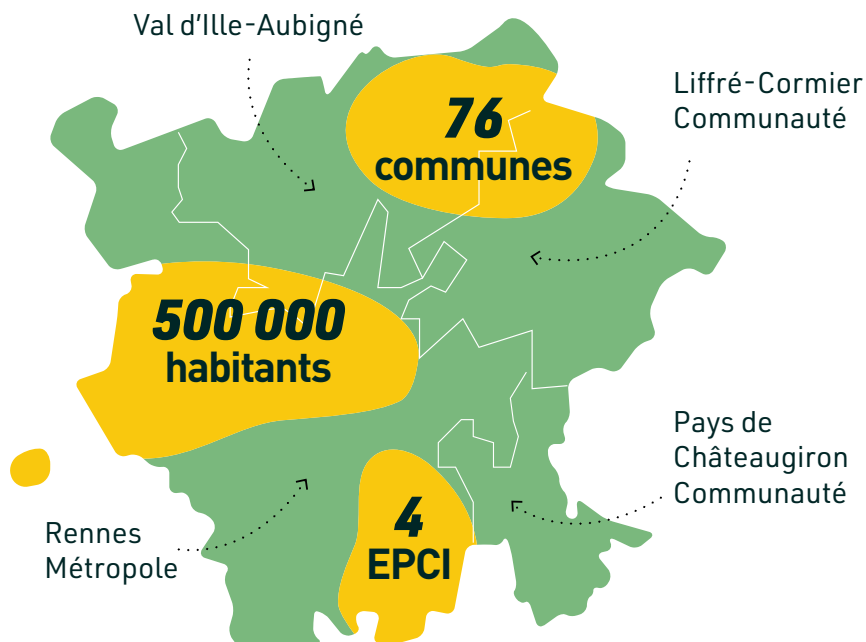 Val d'Ille-Aubigné
76
communes
Liffré-Cormier
Communauté
500 000
habitants
Pays de
Châteaugiron
Communauté
4
EPCI
Rennes
Métropole